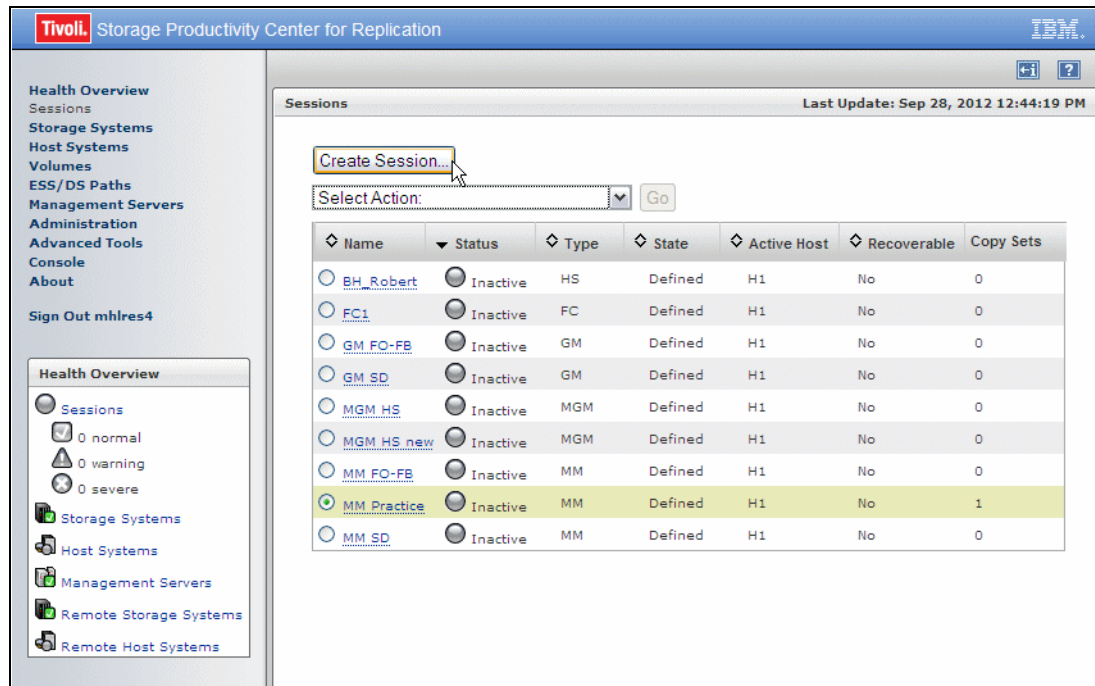 Tivoli. Storage Productivity Center for Replication IBM.
Health Overview
Sessions
Storage Systems
Host Systems
Volumes
ESS/DS Paths
Management Servers
Administration
Advanced Tools
Console
About
Sign Out mhlres4
Health Overview
Sessions
0 normal
0 warning
0 severe
Storage Systems
Host Systems
Management Servers
Remote Storage Systems
Remote Host Systems
i ?
Sessions Last Update: Sep 28, 2012 12:44:19 PM
Create Session...
Select Action: Go
Name Status Type State Active Host Recoverable Copy Sets
BH_Robert Inactive HS Defined H1 No 0
FC1 Inactive FC Defined H1 No 0
GM FO-FB Inactive GM Defined H1 No 0
GM SD Inactive GM Defined H1 No 0
MGM HS Inactive MGM Defined H1 No 0
MGM HS new Inactive MGM Defined H1 No 0
MM FO-FB Inactive MM Defined H1 No 0
MM Practice Inactive MM Defined H1 No 1
MM SD Inactive MM Defined H1 No 0